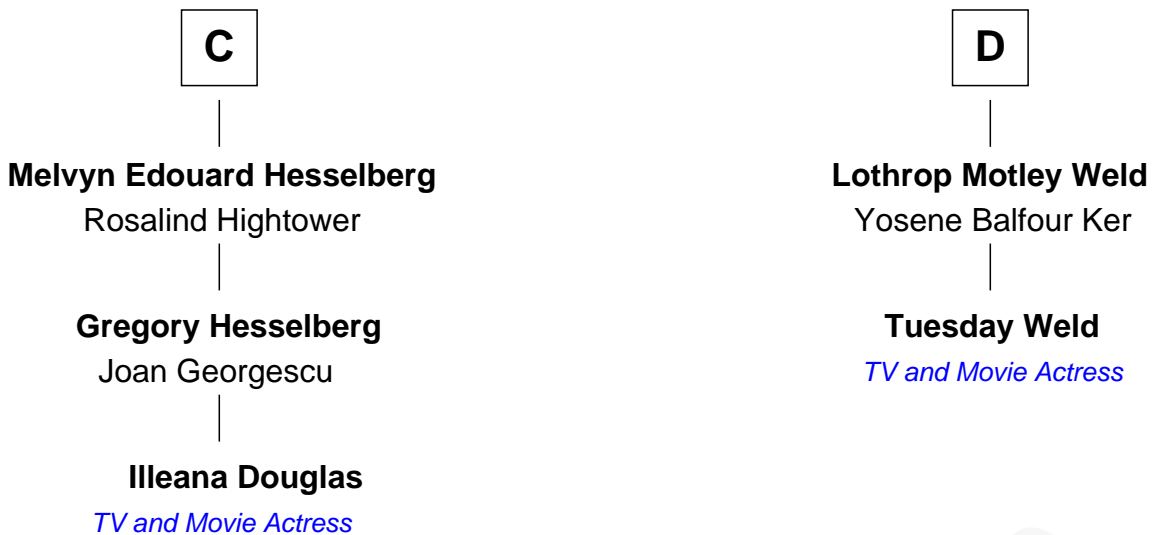 C
Melvyn Edouard Hesselberg
Rosalind Hightower
Gregory Hesselberg
Joan Georgescu
Illeana Douglas
TV and Movie Actress
D
Lothrop Motley Weld
Yosene Balfour Ker
Tuesday Weld
TV and Movie Actress